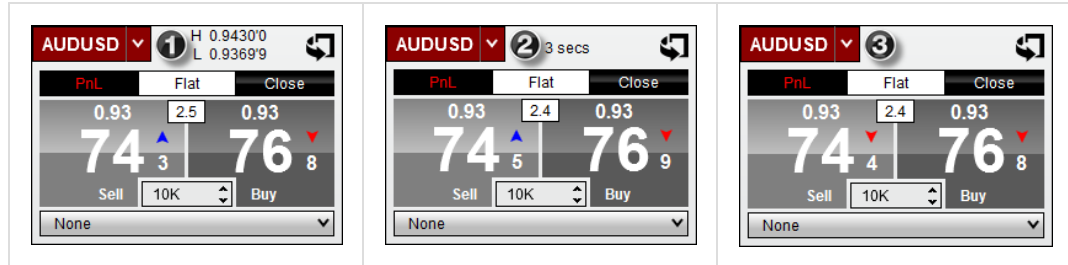 AUDUSD 1 H 0.9430'0
L 0.9369'9
PnL Flat Close
0.93 2.5 0.93
74 3 76 8
Sell 10K Buy
None
AUDUSD 2 3 secs
PnL Flat Close
0.93 2.4 0.93
74 5 76 9
Sell 10K Buy
None
AUDUSD 3
PnL Flat Close
0.93 2.4 0.93
74 4 76 8
Sell 10K Buy
None